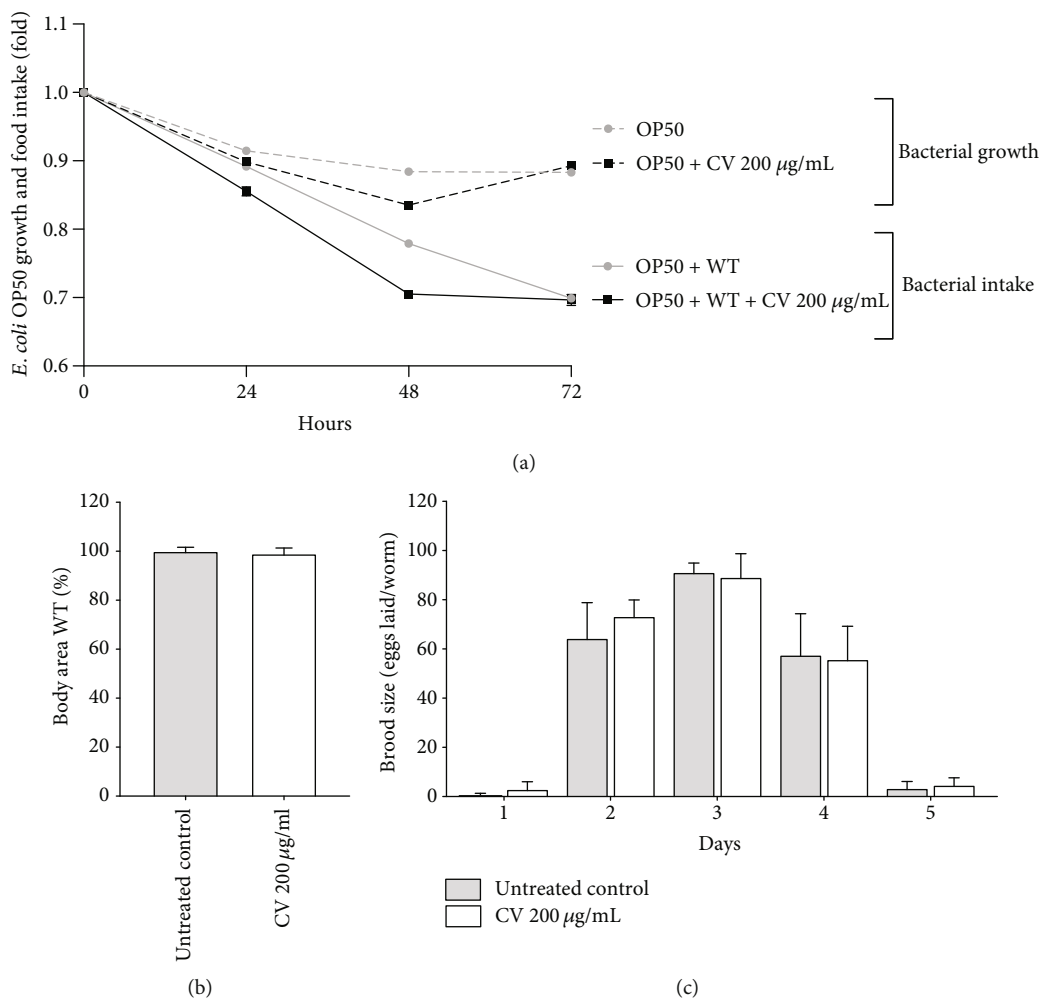 E. coli OP50 growth and food intake (fold)
1.1
1.0
0.9
0.8
0.7
0.6
0
24
48
72
Hours
OP50
OP50 + CV 200 μg/mL
Bacterial growth
OP50 + WT
OP50 + WT + CV 200 μg/mL
Bacterial intake
(a)
Body area WT (%)
120
100
80
60
40
20
0
Untreated control
CV 200 μg/ml
(b)
Brood size (eggs laid/worm)
120
100
80
60
40
20
0
1
2
3
4
5
Days
Untreated control
CV 200 μg/mL
(c)